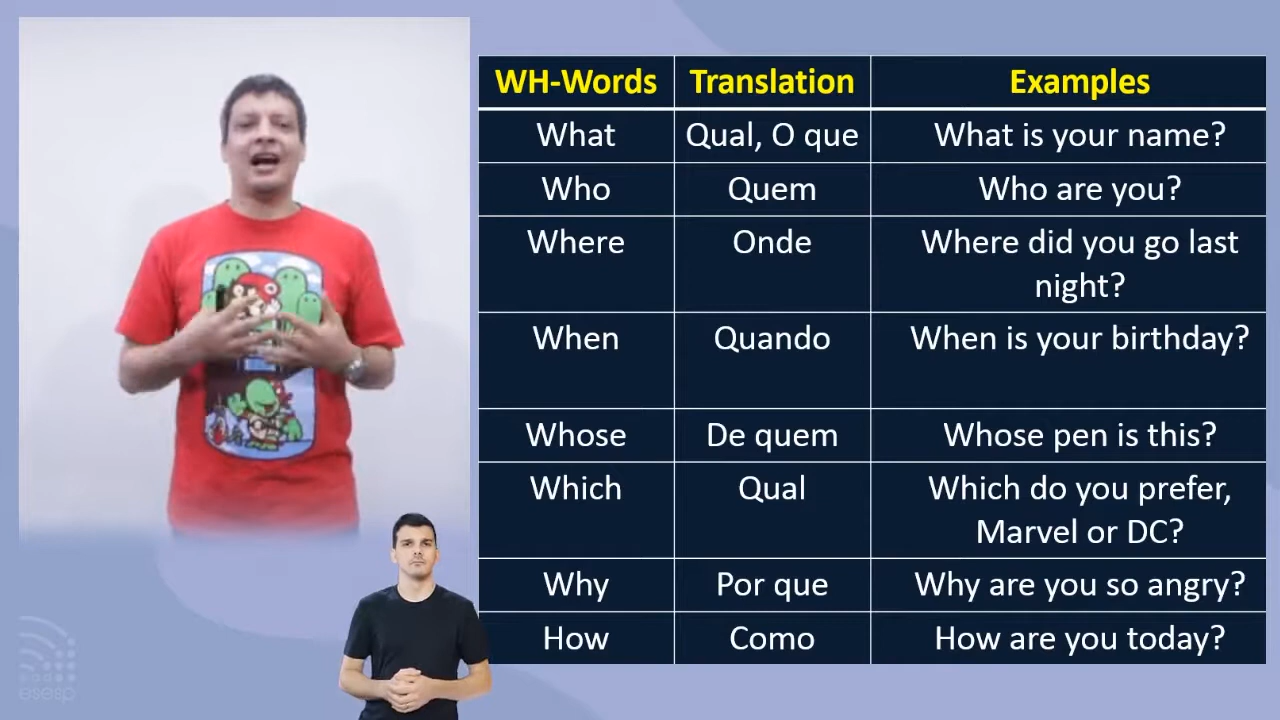 WH-Words Translation Examples
What Qual, O que What is your name?
Who Quem Who are you?
Where Onde Where did you go last
night?
When Quando When is your birthday?
Whose De quem Whose pen is this?
Which Qual Which do you prefer,
Marvel or DC?
Why Por que Why are you so angry?
How Como How are you today?
esesp